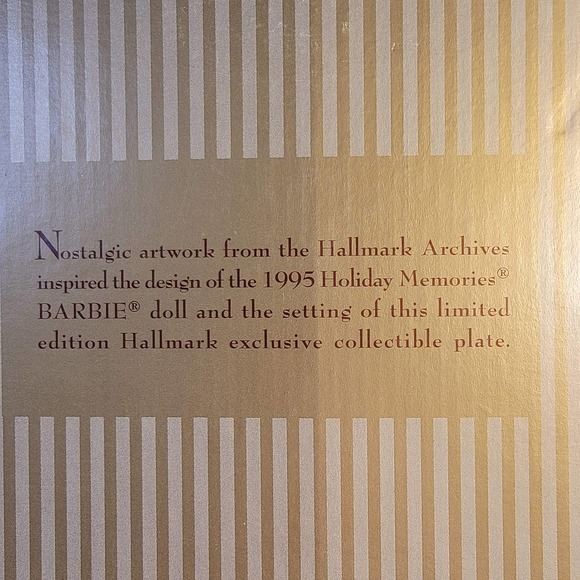 Nostalgic artwork from the Hallmark Archives
inspired the design of the 1995 Holiday Memories®
BARBIE® doll and the setting of this limited
edition Hallmark exclusive collectible plate.